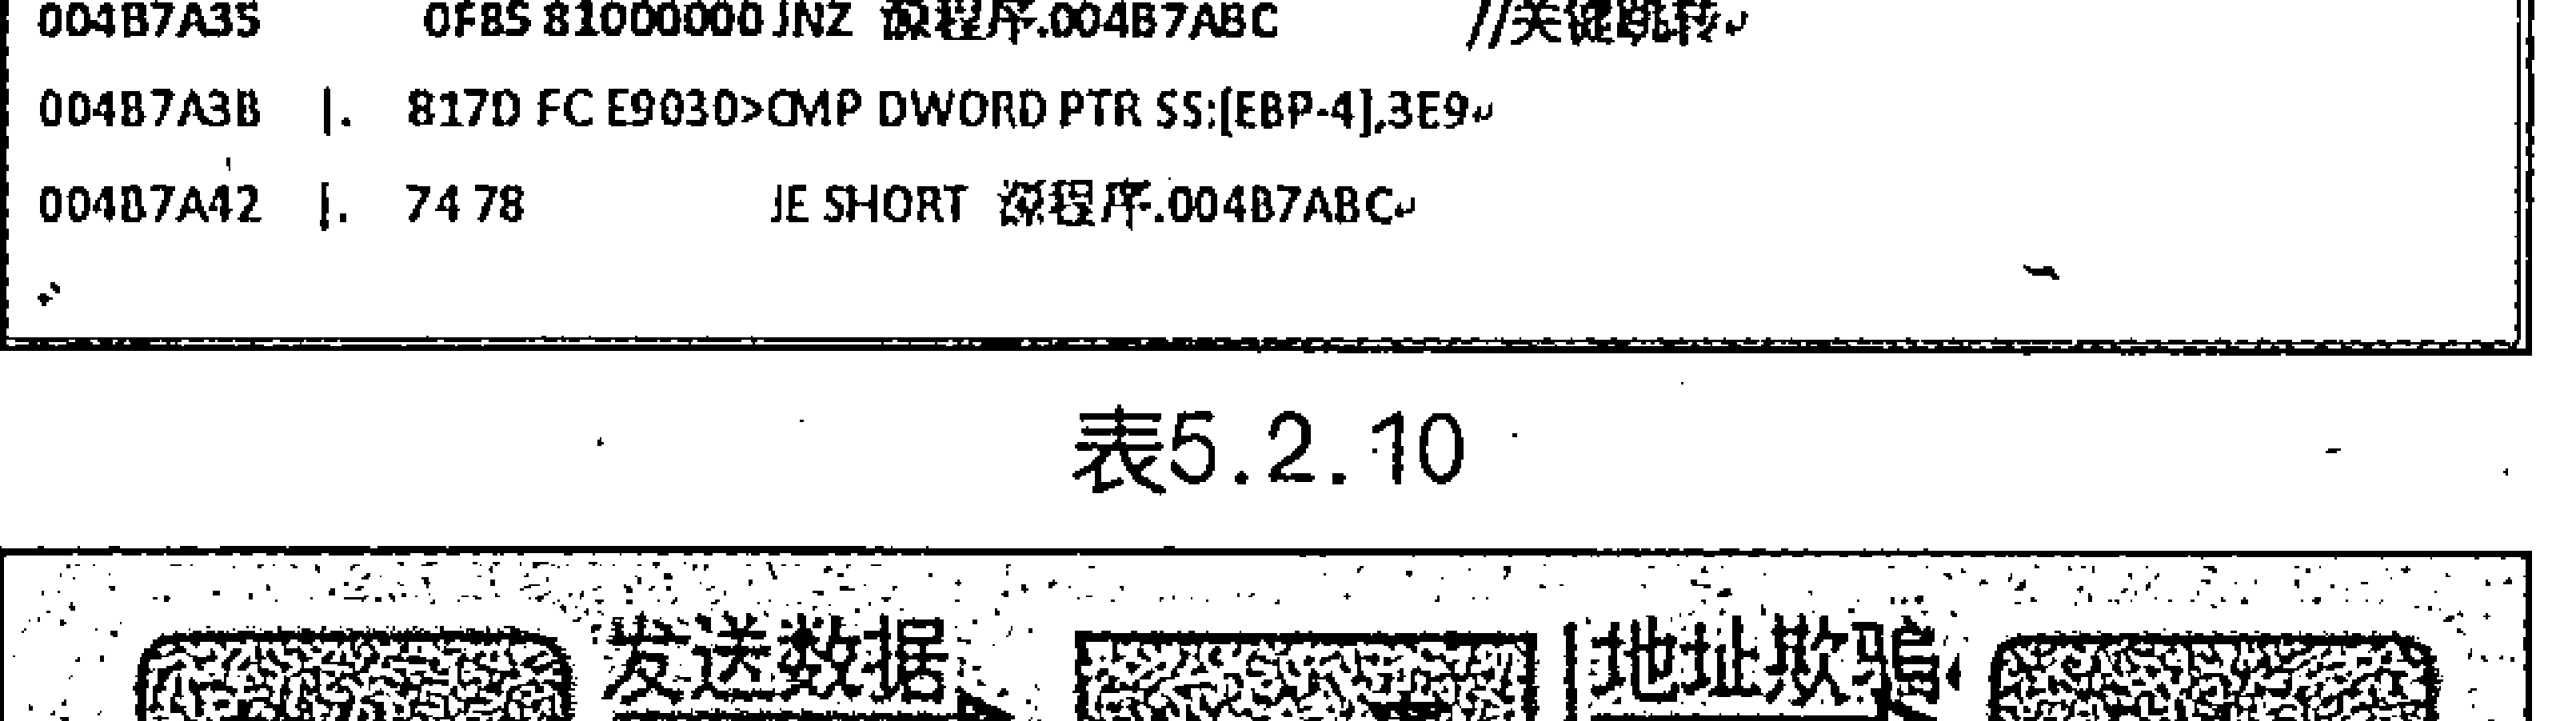 004B7A35 0F85 81000000 JNZ 源程序.004B7ABC //关键跳转
004B7A3B |. 817D FC E9030>CMP DWORD PTR SS:[EBP-4],3E9
004B7A42 |. 74 78 JE SHORT 源程序.004B7ABC
表5.2.10
发送数据 地址欺骗